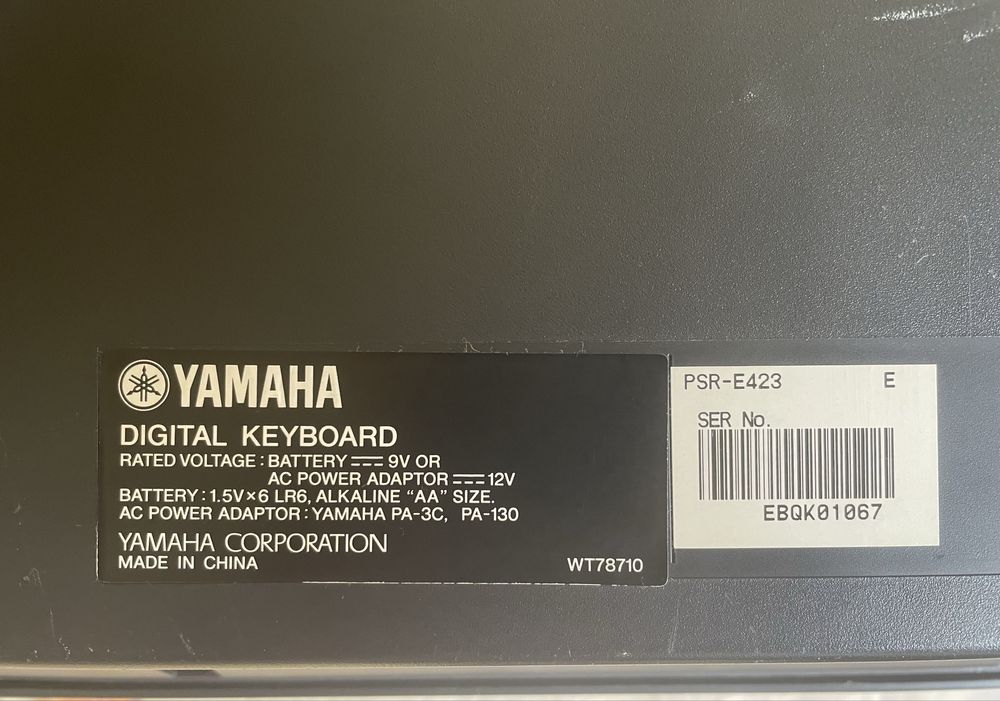 YAMAHA
DIGITAL KEYBOARD
RATED VOLTAGE : BATTERY ⎓ 9V OR
AC POWER ADAPTOR ⎓ 12V
BATTERY : 1.5V×6 LR6, ALKALINE “AA” SIZE.
AC POWER ADAPTOR : YAMAHA PA-3C, PA-130
YAMAHA CORPORATION
MADE IN CHINA WT78710
PSR-E423 E
SER No.
EBQK01067